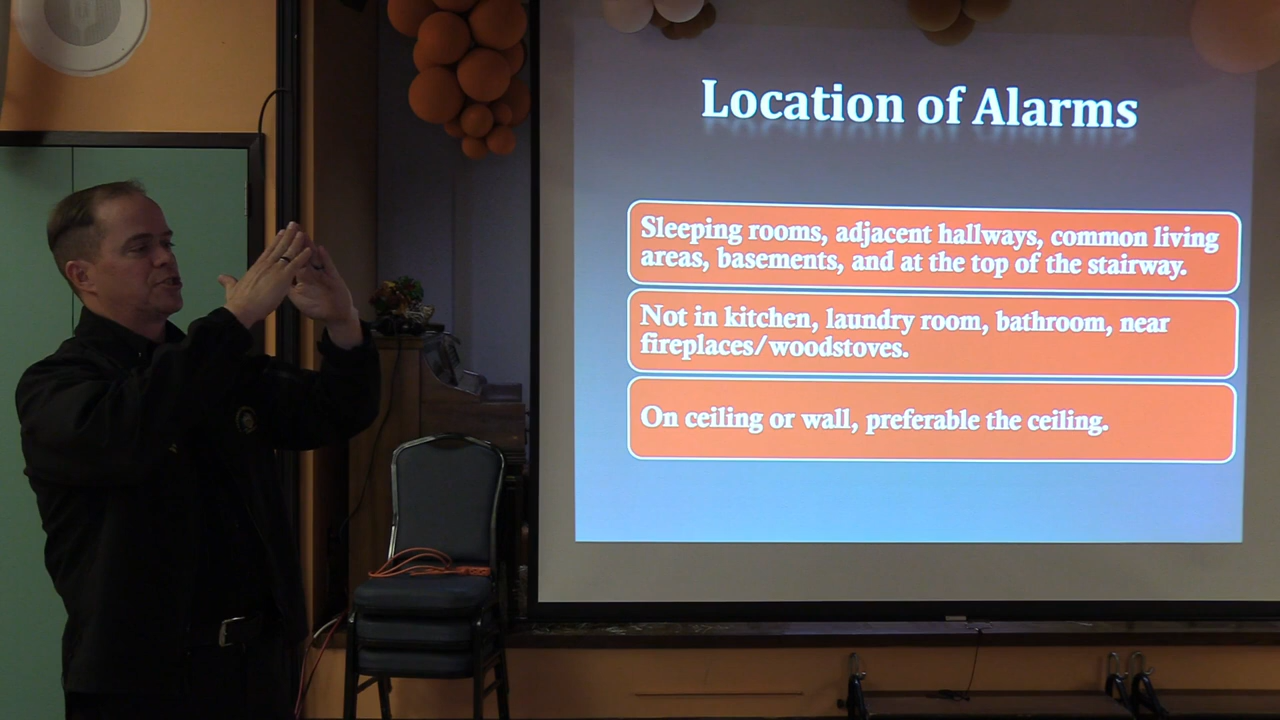 Location of Alarms
Sleeping rooms, adjacent hallways, common living
areas, basements, and at the top of the stairway.
Not in kitchen, laundry room, bathroom, near
fireplaces/woodstoves.
On ceiling or wall, preferable the ceiling.